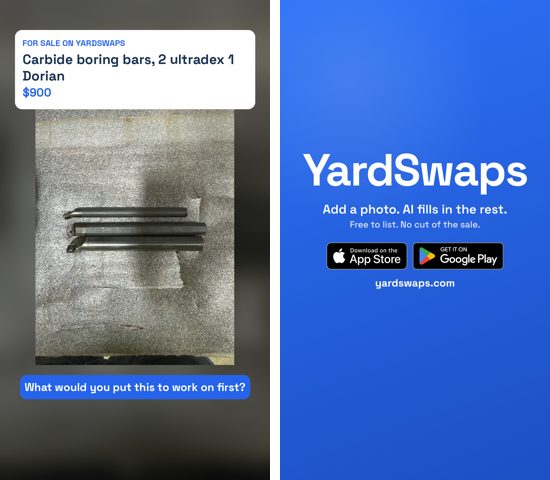 FOR SALE ON YARDSWAPS
Carbide boring bars, 2 ultradex 1
Dorian
$900
What would you put this to work on first?
YardSwaps
Add a photo. AI fills in the rest.
Free to list. No cut of the sale.
Download on the
App Store
GET IT ON
Google Play
yardswaps.com